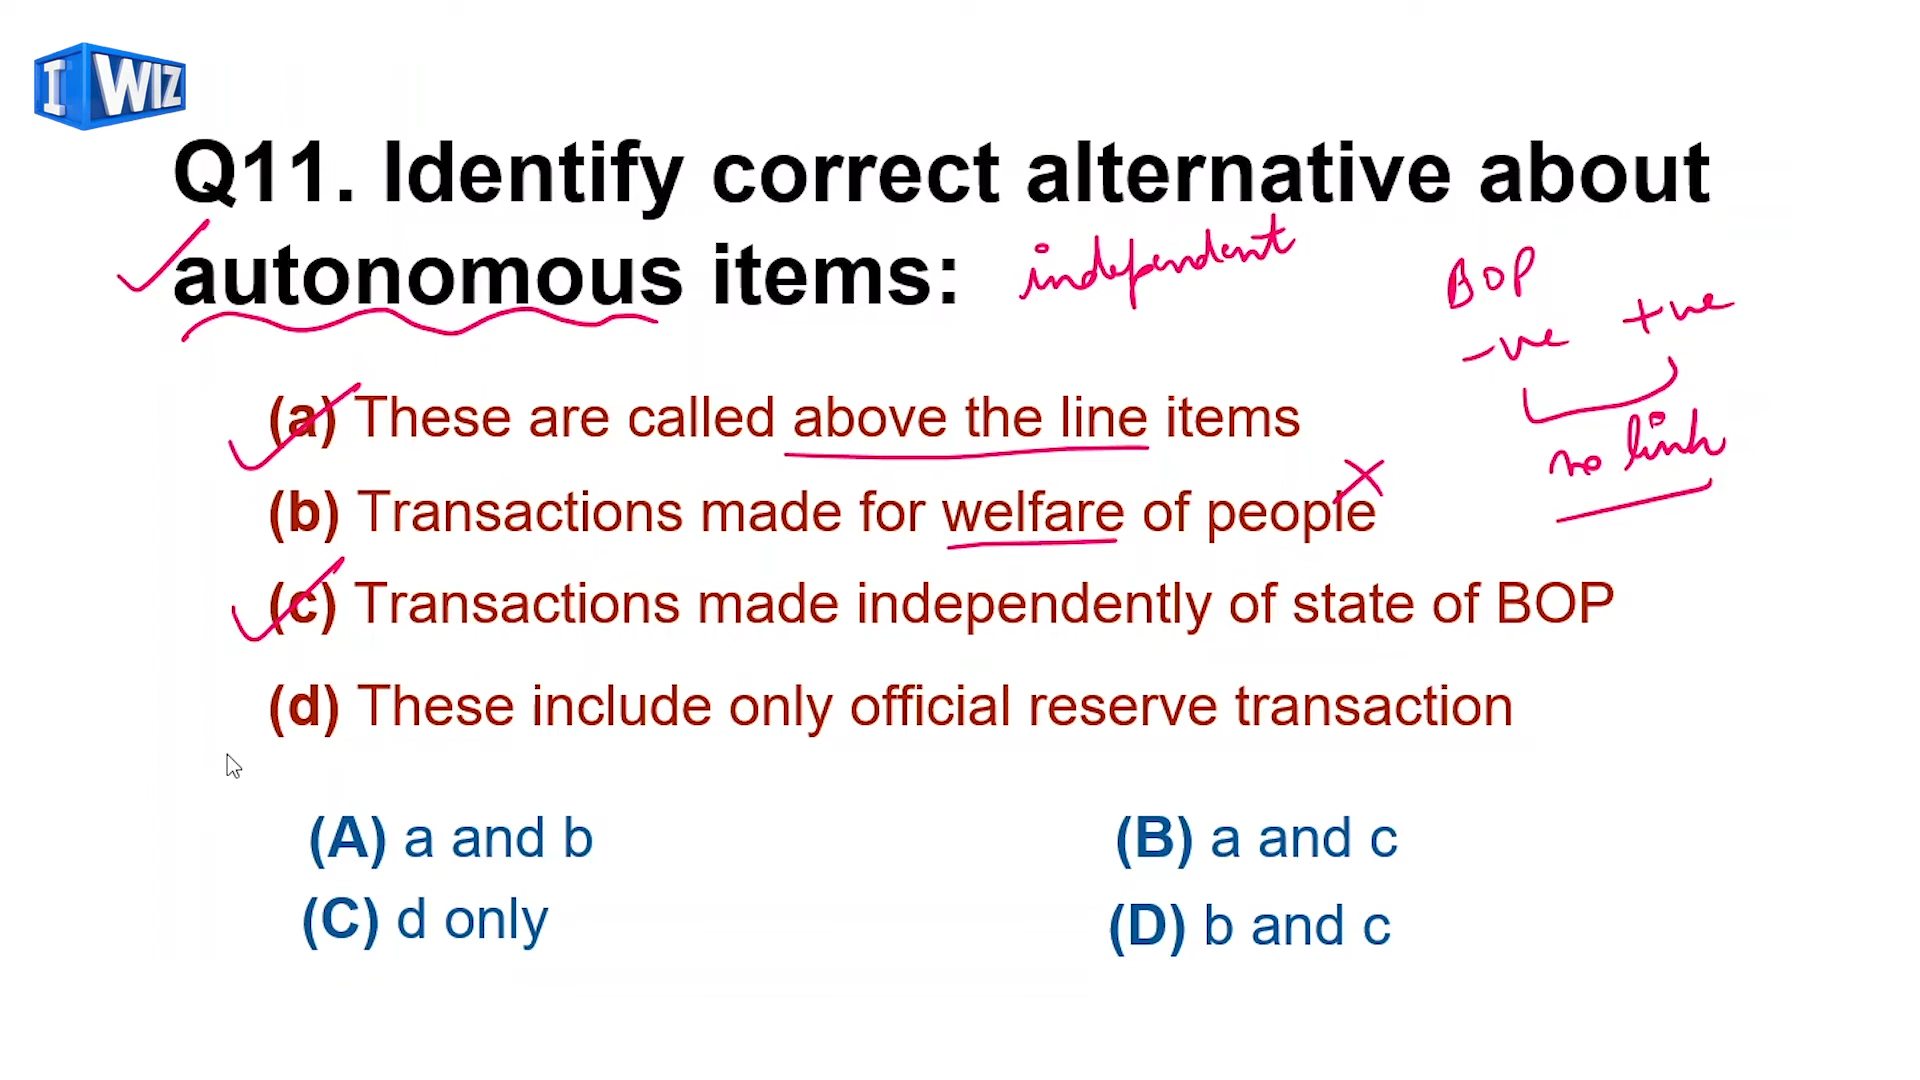 I WIZ
Q11. Identify correct alternative about
autonomous items:
independent
BOP
-ve +ve
no link
(a) These are called above the line items
(b) Transactions made for welfare of people
(c) Transactions made independently of state of BOP
(d) These include only official reserve transaction
(A) a and b
(B) a and c
(C) d only
(D) b and c